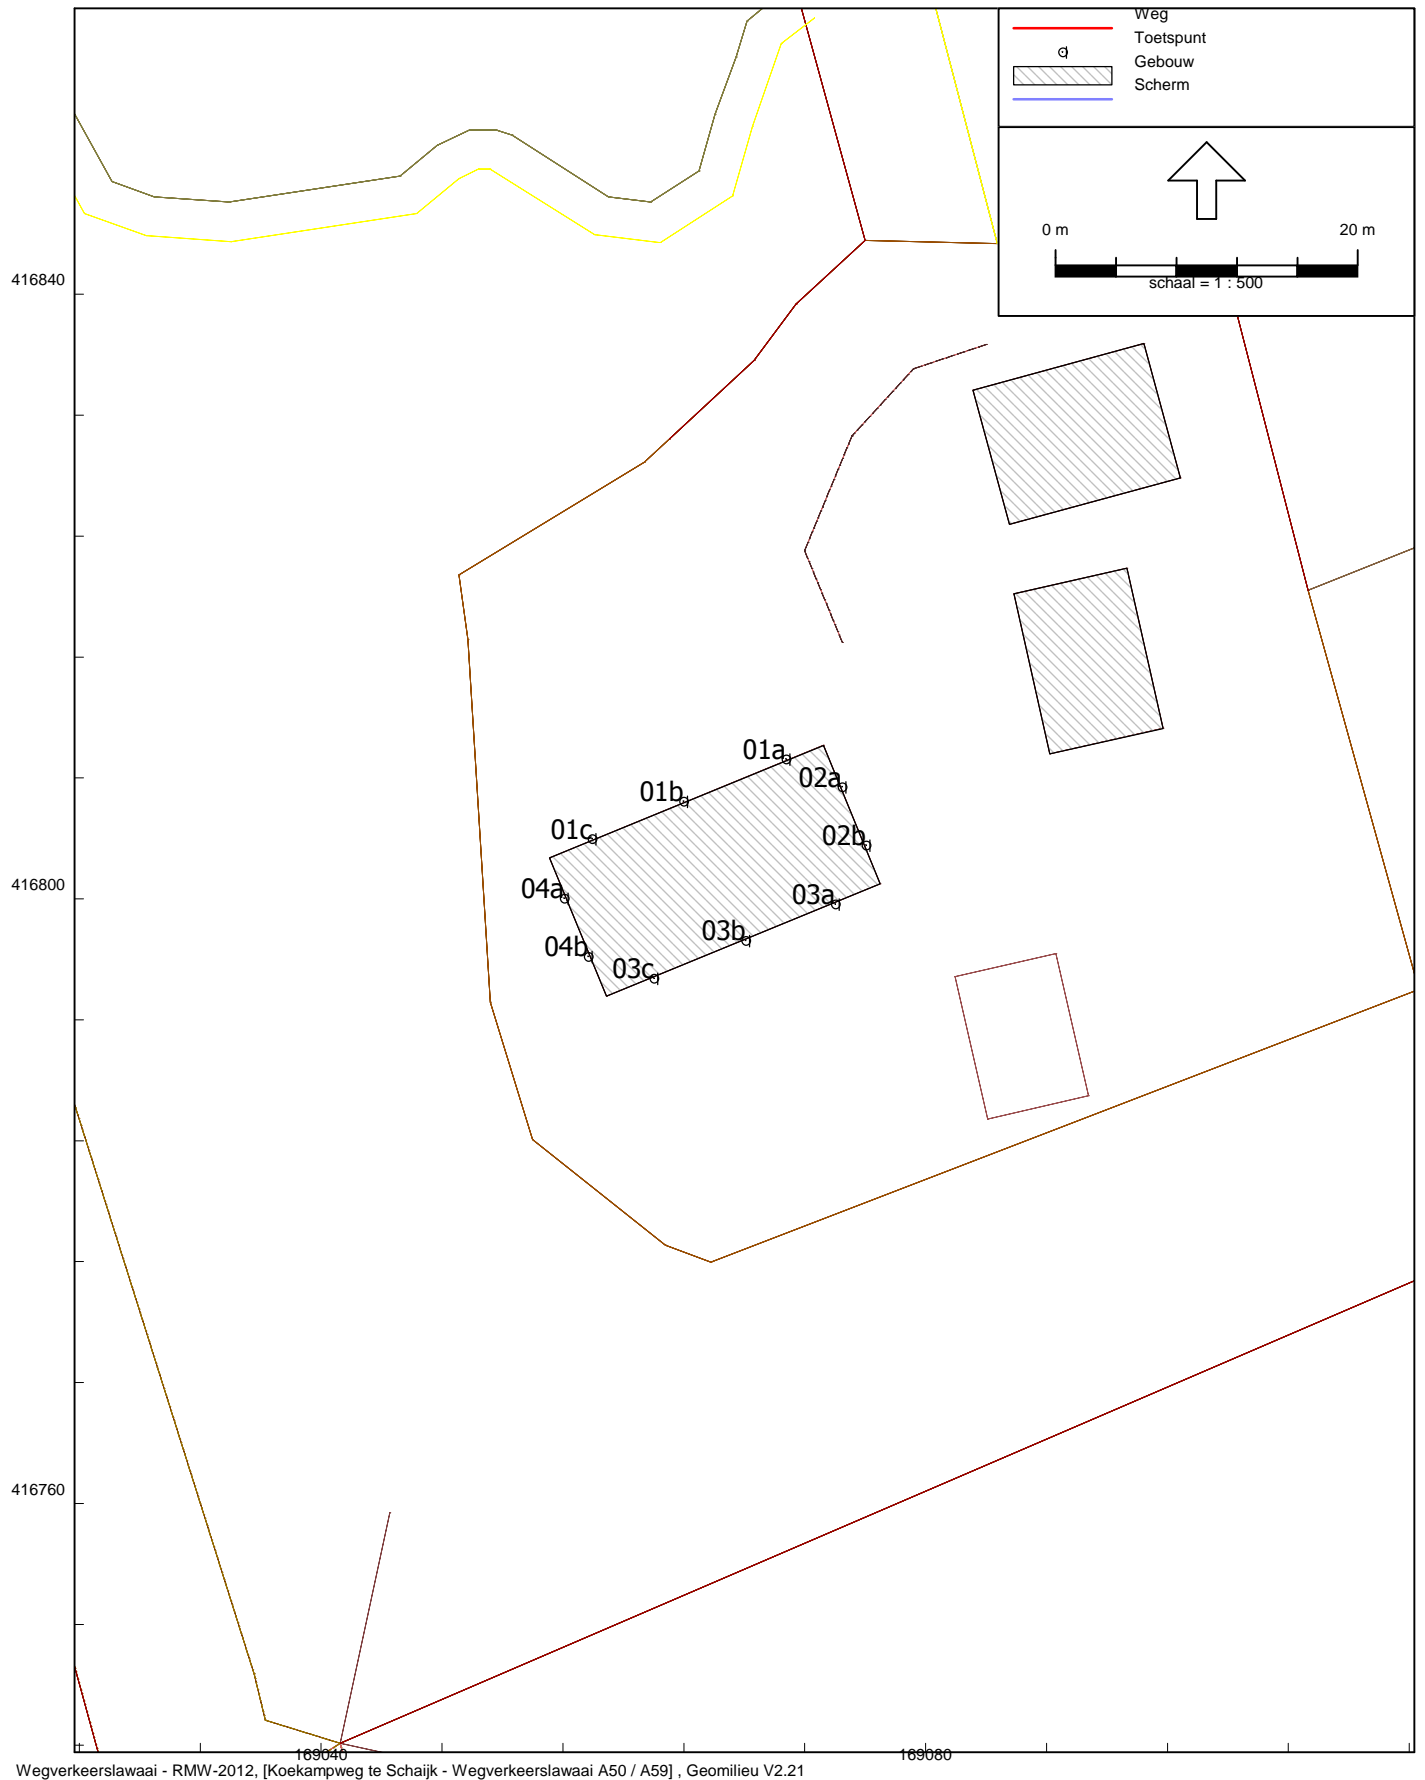 Weg
Toetspunt
Gebouw
Scherm
0 m
20 m
schaal = 1 : 500
416840
01a
02a
01b
01c
02b
416800
04a
03a
03b
04b
03c
416760
169040
169080
Wegverkeerslawaai - RMW-2012, [Koekampweg te Schaijk - Wegverkeerslawaai A50 / A59] , Geomilieu V2.21